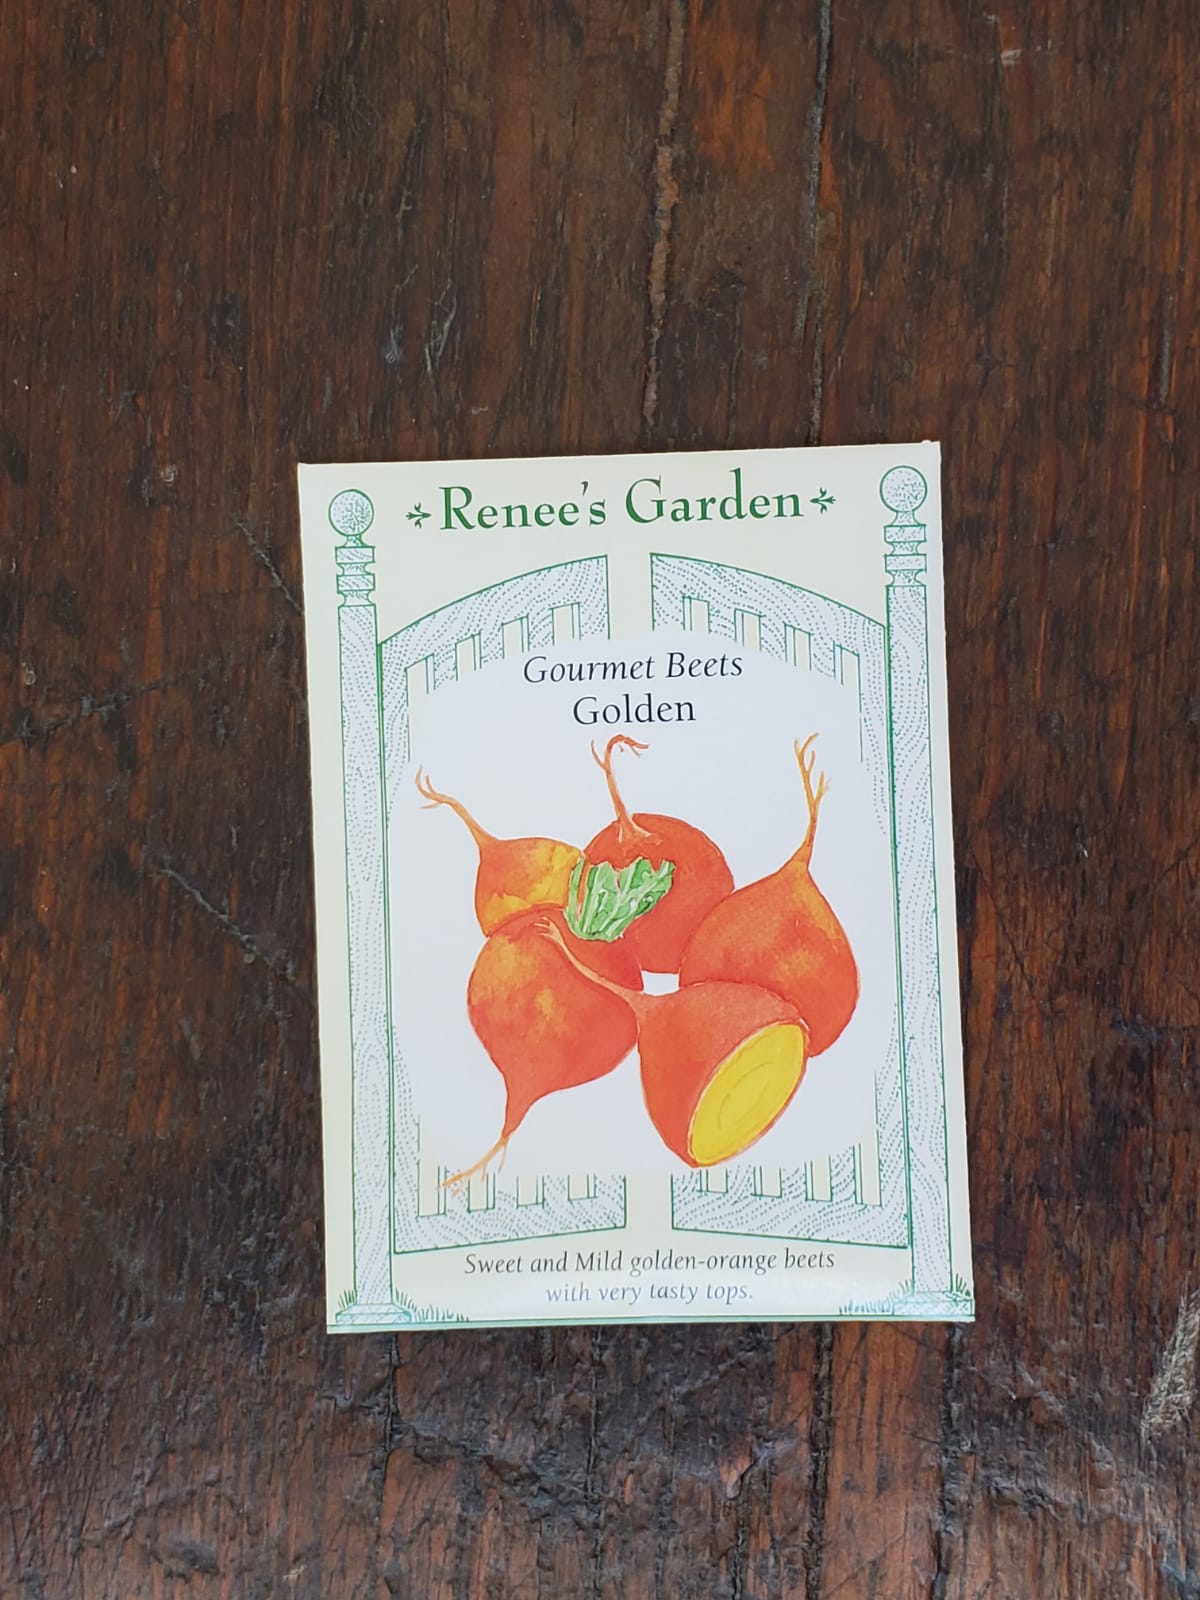 Renee's Garden
Gourmet Beets
Golden
Sweet and Mild golden-orange beets
with very tasty tops.